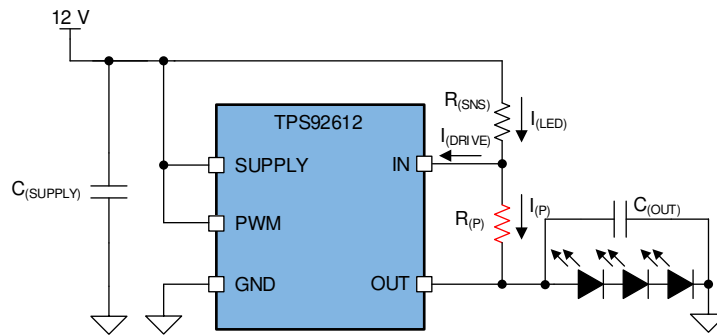 12 V
TPS92612
R(SNS)
I(LED)
I(DRIVE)
SUPPLY
IN
C(SUPPLY)
PWM
R(P)
I(P)
C(OUT)
GND
OUT